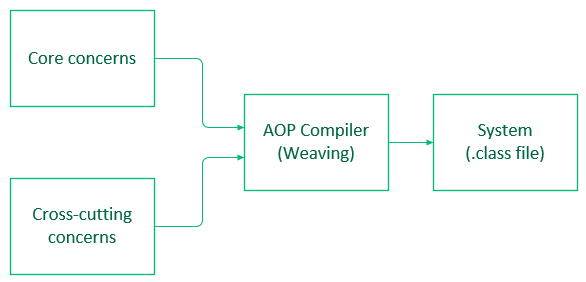 Core concerns
AOP Compiler
(Weaving)
System
(.class file)
Cross-cutting
concerns